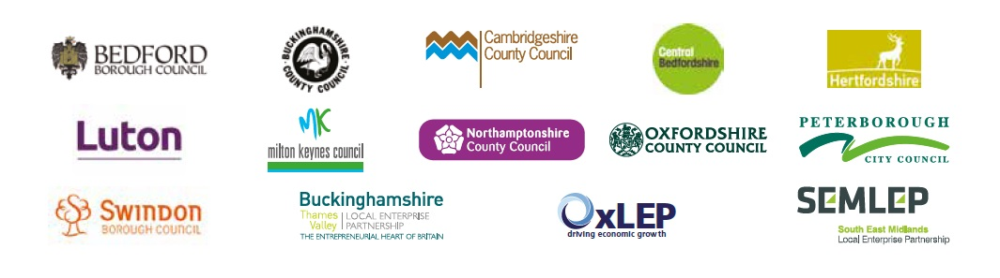 BEDFORD
BOROUGH COUNCIL
BUCKINGHAMSHIRE
COUNTY COUNCIL
Cambridgeshire
County Council
Central
Bedfordshire
Hertfordshire
Luton
MK
milton keynes council
Northamptonshire
County Council
OXFORDSHIRE
COUNTY COUNCIL
PETERBOROUGH
CITY COUNCIL
SWINDON
BOROUGH COUNCIL
Buckinghamshire
Thames Valley
LOCAL ENTERPRISE
PARTNERSHIP
THE ENTREPRENEURIAL HEART OF BRITAIN
OxLEP
driving economic growth
SEMLEP
South East Midlands
Local Enterprise Partnership